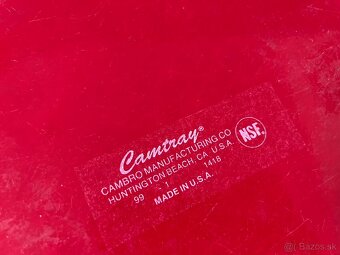 Camtray®
CAMBRO MANUFACTURING CO
HUNTINGTON BEACH, CA U.S.A.
99 1 1418
MADE IN U.S.A.
NSF.
© Bazos.sk